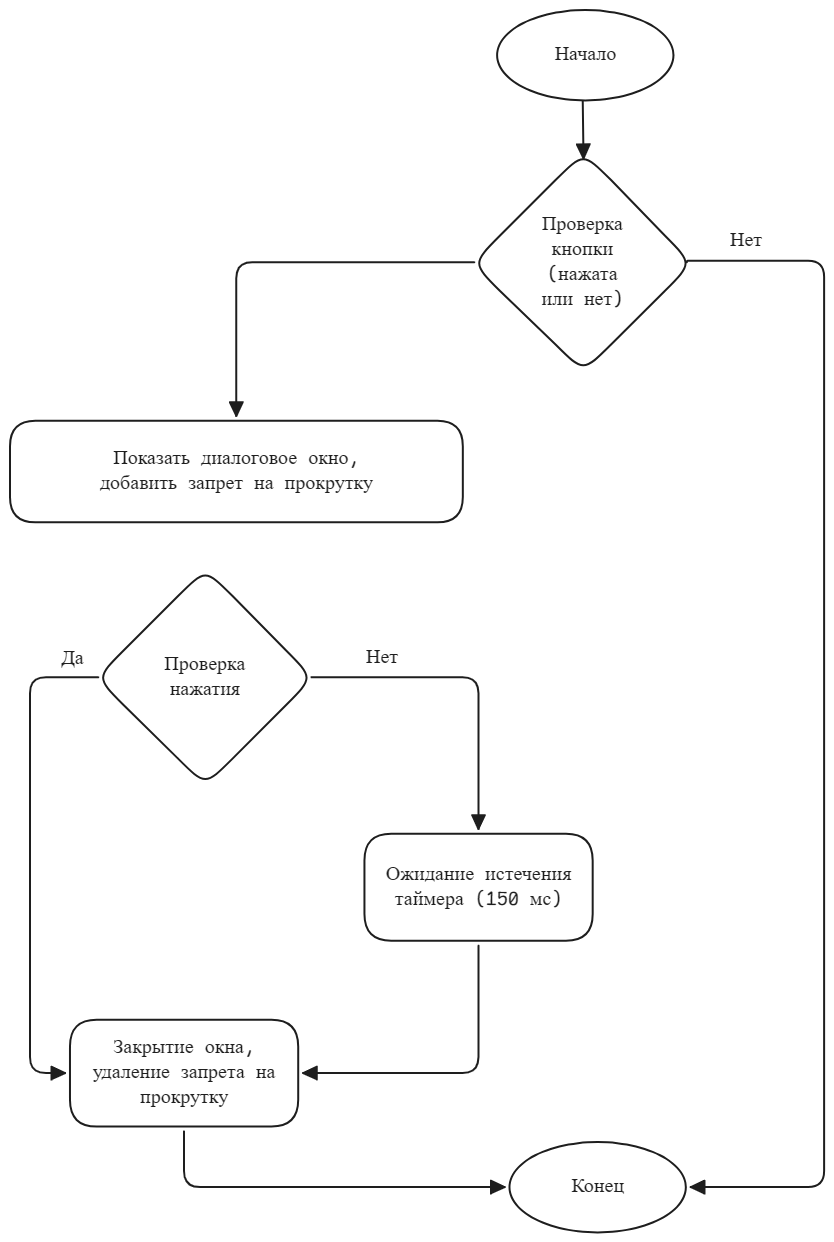 Начало
Проверка
кнопки
(нажата
или нет)
Нет
Показать диалоговое окно,
добавить запрет на прокрутку
Да
Проверка
нажатия
Нет
Ожидание истечения
таймера (150 мс)
Закрытие окна,
удаление запрета на
прокрутку
Конец